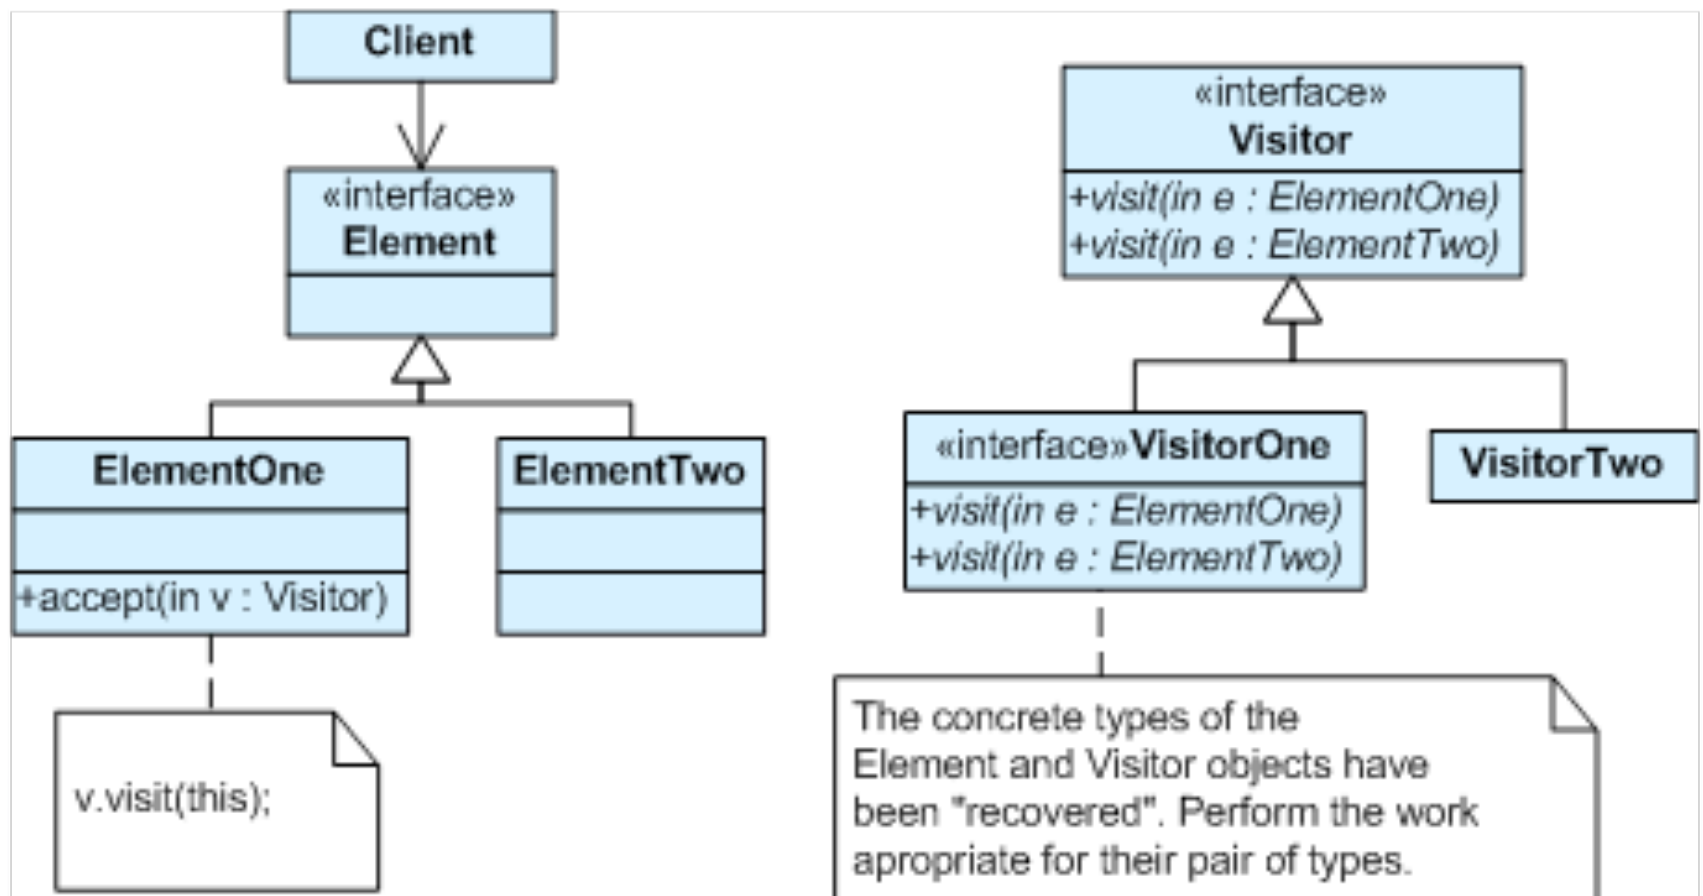 Client
«interface»
Element
ElementOne
+accept(in v : Visitor)
ElementTwo
v.visit(this);
«interface»
Visitor
+visit(in e : ElementOne)
+visit(in e : ElementTwo)
«interface»VisitorOne
+visit(in e : ElementOne)
+visit(in e : ElementTwo)
VisitorTwo
The concrete types of the
Element and Visitor objects have
been "recovered". Perform the work
apropriate for their pair of types.